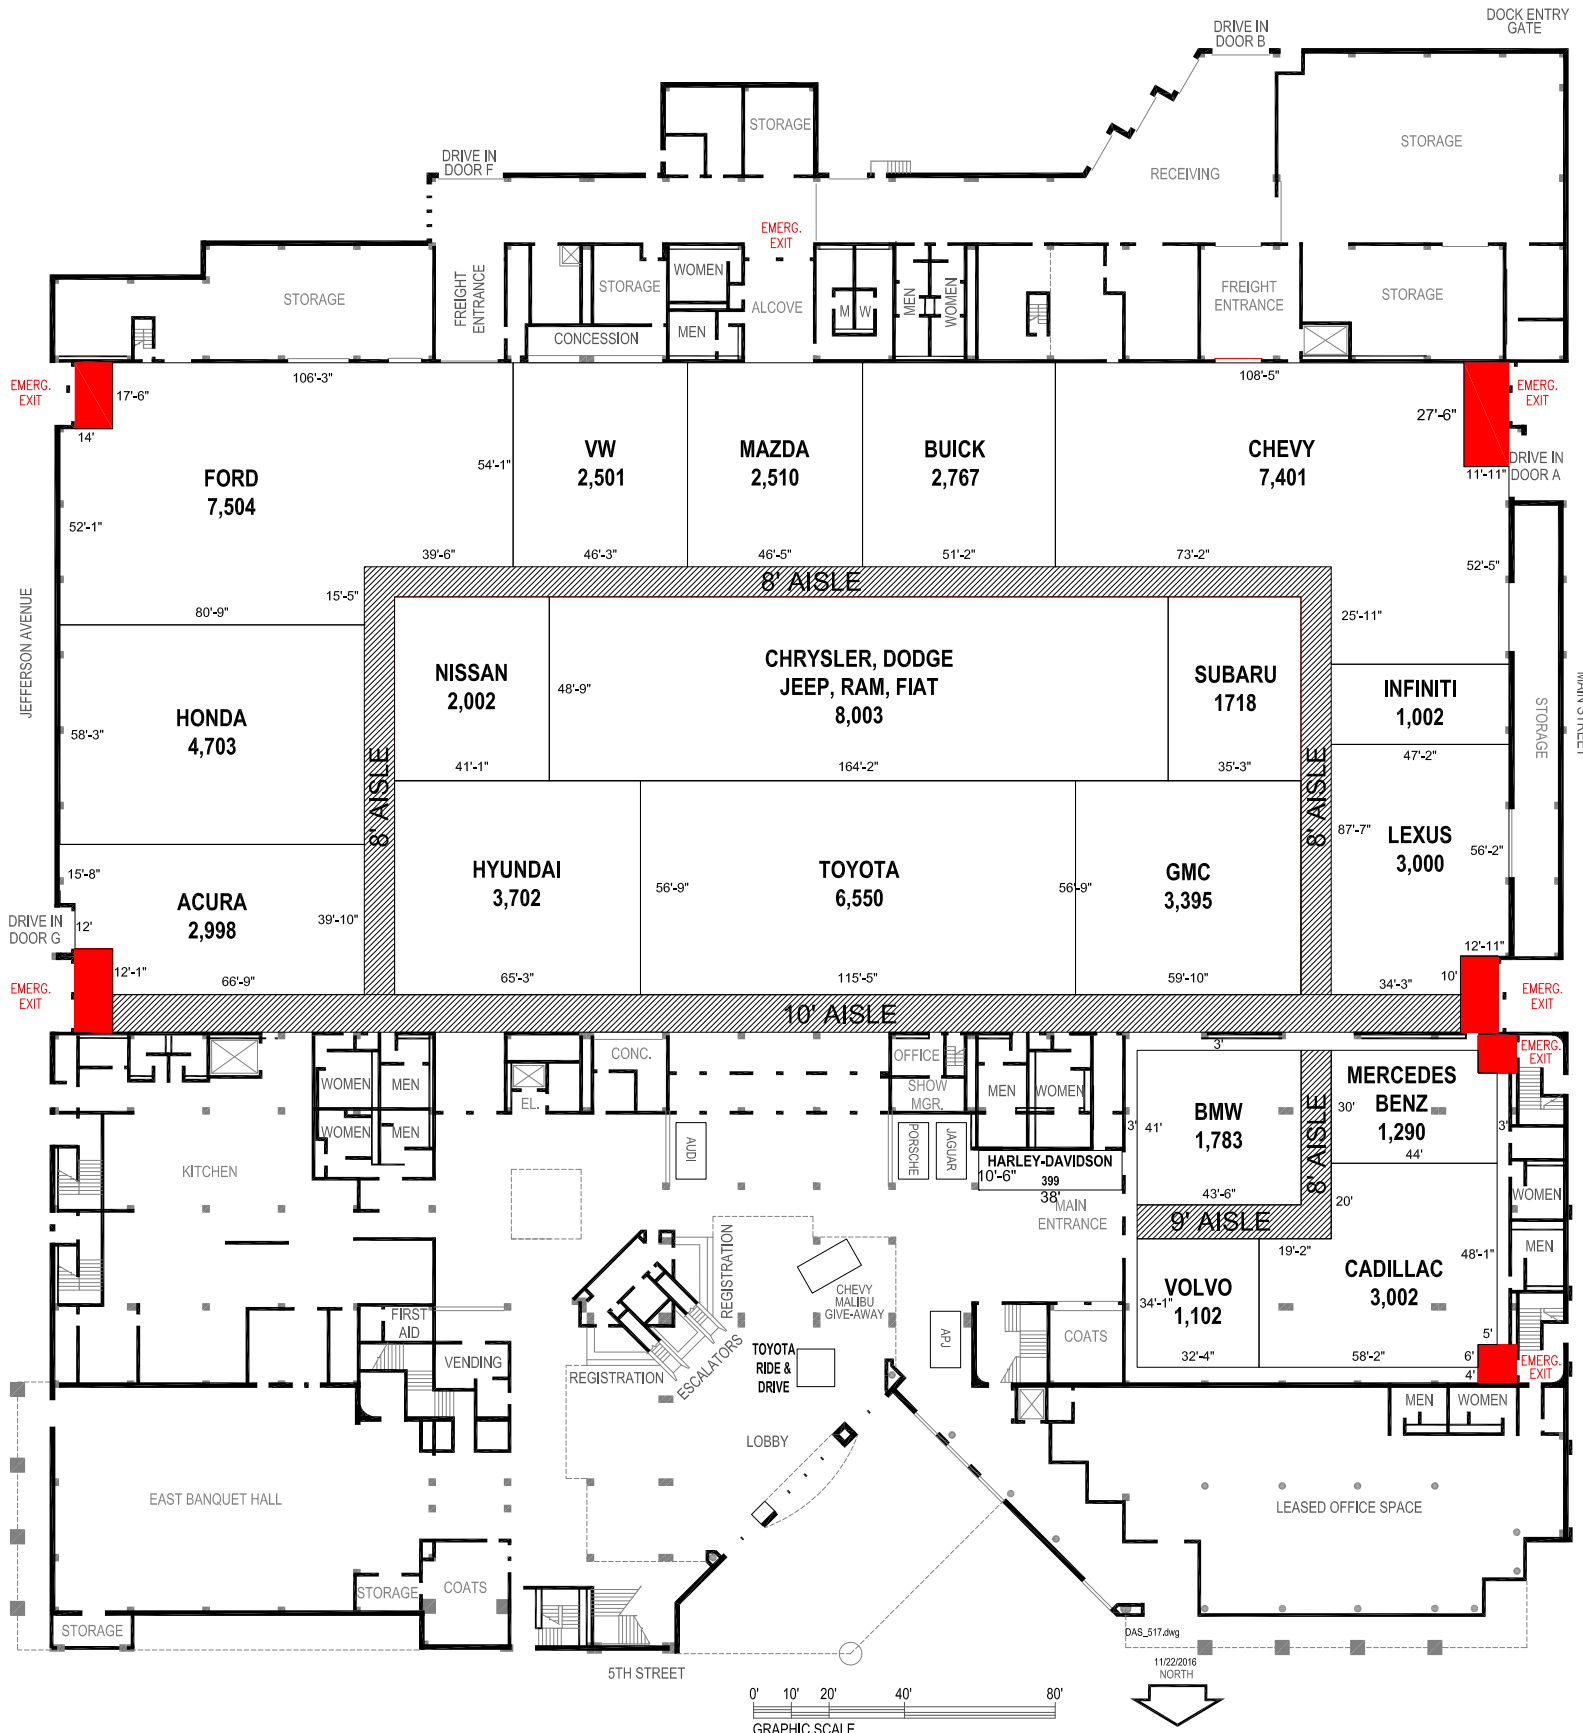 DOCK ENTRY
GATE
DRIVE IN
DOOR B
STORAGE
STORAGE
DRIVE IN
DOOR F
RECEIVING
EMERG.
EXIT
STORAGE
FREIGHT
ENTRANCE
STORAGE
WOMEN
MEN
ALCOVE
CONCESSION
M
W
MEN
WOMEN
FREIGHT
ENTRANCE
STORAGE
EMERG.
EXIT
17'-6"
14'
106'-3"
108'-5"
27'-6"
11'-11"
EMERG.
EXIT
DRIVE IN
DOOR A
FORD
7,504
54'-1"
52'-1"
39'-6"
15'-5"
80'-9"
VW
2,501
46'-3"
MAZDA
2,510
46'-5"
BUICK
2,767
51'-2"
CHEVY
7,401
73'-2"
52'-5"
25'-11"
8' AISLE
JEFFERSON AVENUE
MAIN STREET
STORAGE
NISSAN
2,002
41'-1"
48'-9"
CHRYSLER, DODGE
JEEP, RAM, FIAT
8,003
164'-2"
SUBARU
1718
35'-3"
INFINITI
1,002
47'-2"
HONDA
4,703
58'-3"
8' AISLE
8' AISLE
87'-7"
LEXUS
3,000
56'-2"
15'-8"
ACURA
2,998
39'-10"
12'
12'-1"
66'-9"
DRIVE IN
DOOR G
EMERG.
EXIT
HYUNDAI
3,702
65'-3"
56'-9"
TOYOTA
6,550
115'-5"
56'-9"
GMC
3,395
59'-10"
12'-11"
10'
34'-3"
EMERG.
EXIT
10' AISLE
WOMEN
MEN
WOMEN
MEN
EL.
CONC.
OFFICE
SHOW
MGR.
MEN
WOMEN
KITCHEN
AUDI
PORSCHE
JAGUAR
HARLEY-DAVIDSON
399
10'-6"
38'
MAIN
ENTRANCE
3'
3'
41'
BMW
1,783
43'-6"
8' AISLE
9' AISLE
MERCEDES
BENZ
1,290
30'
44'
3'
EMERG.
EXIT
WOMEN
MEN
20'
19'-2"
48'-1"
CADILLAC
3,002
58'-2"
VOLVO
1,102
34'-1"
32'-4"
5'
6'
4'
EMERG.
EXIT
REGISTRATION
REGISTRATION
ESCALATORS
CHEVY
MALIBU
GIVE-AWAY
TOYOTA
RIDE &
DRIVE
APU
COATS
FIRST
AID
VENDING
LOBBY
MEN
WOMEN
EAST BANQUET HALL
LEASED OFFICE SPACE
STORAGE
COATS
STORAGE
5TH STREET
DAS_517.dwg
11/22/2016
NORTH
0' 10' 20' 40' 80'
GRAPHIC SCALE